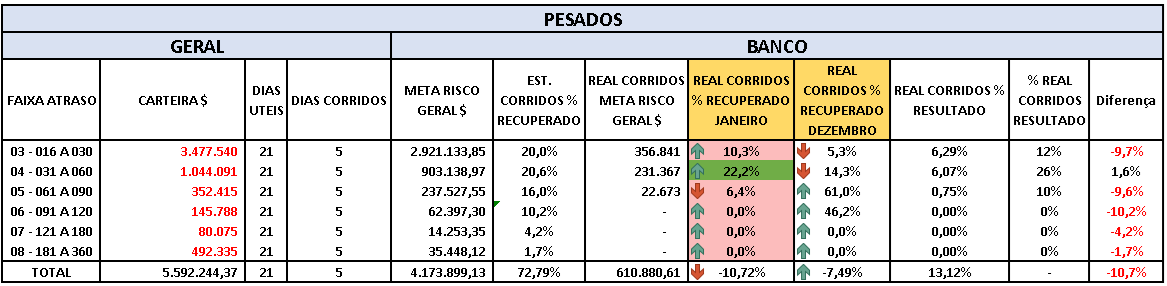 PESADOS
GERAL BANCO
FAIXA ATRASO CARTEIRA $ DIAS UTEIS DIAS CORRIDOS META RISCO GERAL $ EST. CORRIDOS % RECUPERADO REAL CORRIDOS META RISCO GERAL $ REAL CORRIDOS % RECUPERADO JANEIRO REAL CORRIDOS % RECUPERADO DEZEMBRO REAL CORRIDOS % RESULTADO % REAL CORRIDOS RESULTADO Diferença
03 - 016 A 030 3.477.540 21 5 2.921.133,85 20,0% 356.841 10,3% 5,3% 6,29% 12% -9,7%
04 - 031 A 060 1.044.091 21 5 903.138,97 20,6% 231.367 22,2% 14,3% 6,07% 26% 1,6%
05 - 061 A 090 352.415 21 5 237.527,55 16,0% 22.673 6,4% 61,0% 0,75% 10% -9,6%
06 - 091 A 120 145.788 21 5 62.397,30 10,2% - 0,0% 46,2% 0,00% 0% -10,2%
07 - 121 A 180 80.075 21 5 14.253,35 4,2% - 0,0% 0,0% 0,00% 0% -4,2%
08 - 181 A 360 492.335 21 5 35.448,12 1,7% - 0,0% 0,0% 0,00% 0% -1,7%
TOTAL 5.592.244,37 21 5 4.173.899,13 72,79% 610.880,61 -10,72% -7,49% 13,12% - -10,7%